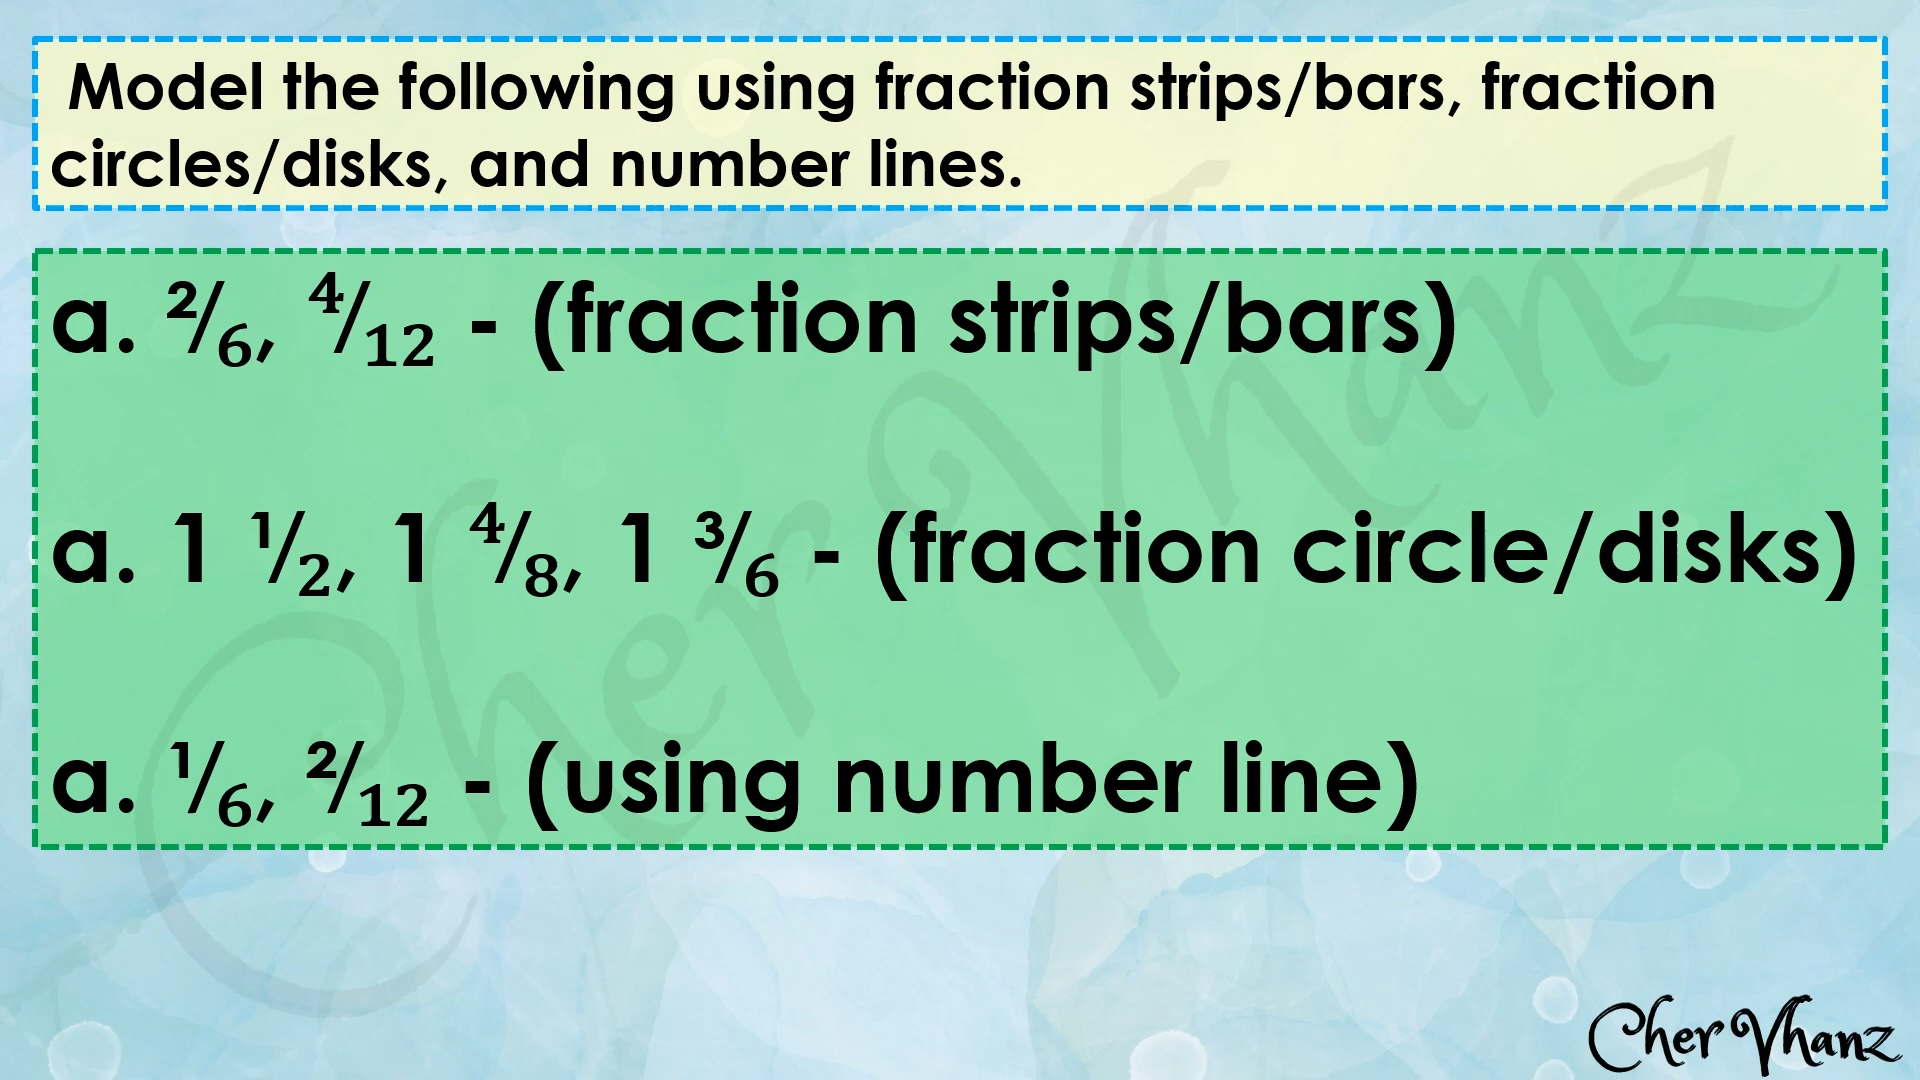 Model the following using fraction strips/bars, fraction
circles/disks, and number lines.
a. ²/₆, ⁴/₁₂ - (fraction strips/bars)
a. 1 ¹/₂, 1 ⁴/₈, 1 ³/₆ - (fraction circle/disks)
a. ¹/₆, ²/₁₂ - (using number line)
Cher Vhanz
Cher Vhanz